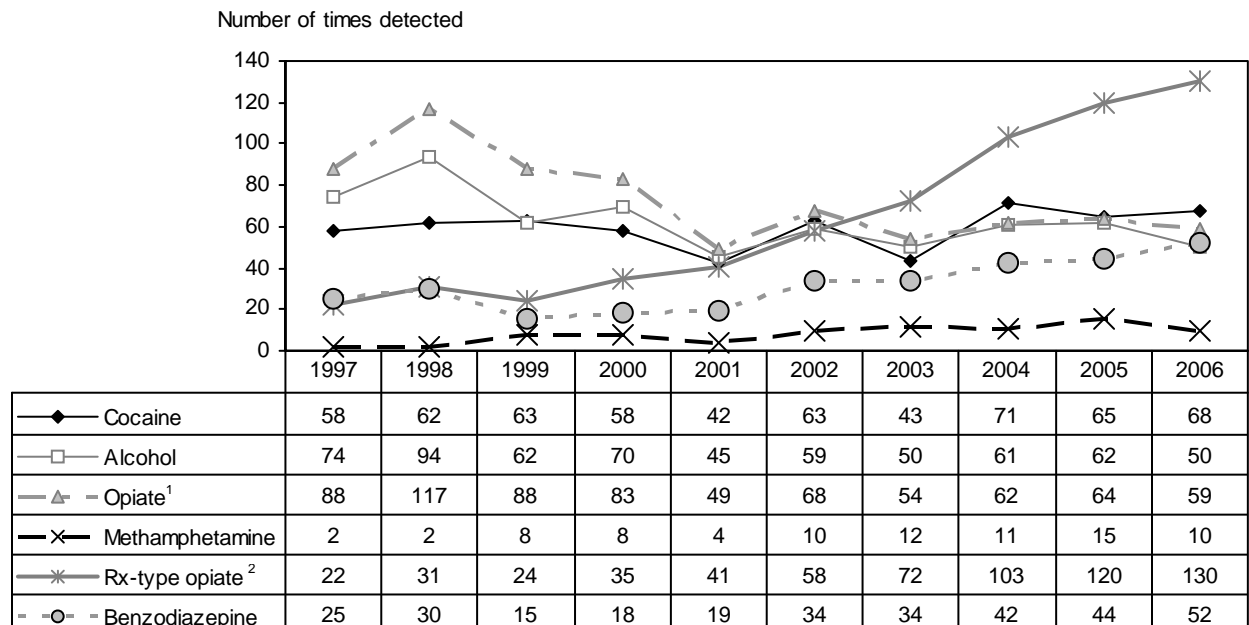 Number of times detected
140
120
100
80
60
40
20
0
1997 1998 1999 2000 2001 2002 2003 2004 2005 2006
Cocaine 58 62 63 58 42 63 43 71 65 68
Alcohol 74 94 62 70 45 59 50 61 62 50
Opiate¹ 88 117 88 83 49 68 54 62 64 59
Methamphetamine 2 2 8 8 4 10 12 11 15 10
Rx-type opiate² 22 31 24 35 41 58 72 103 120 130
Benzodiazepine 25 30 15 18 19 34 34 42 44 52